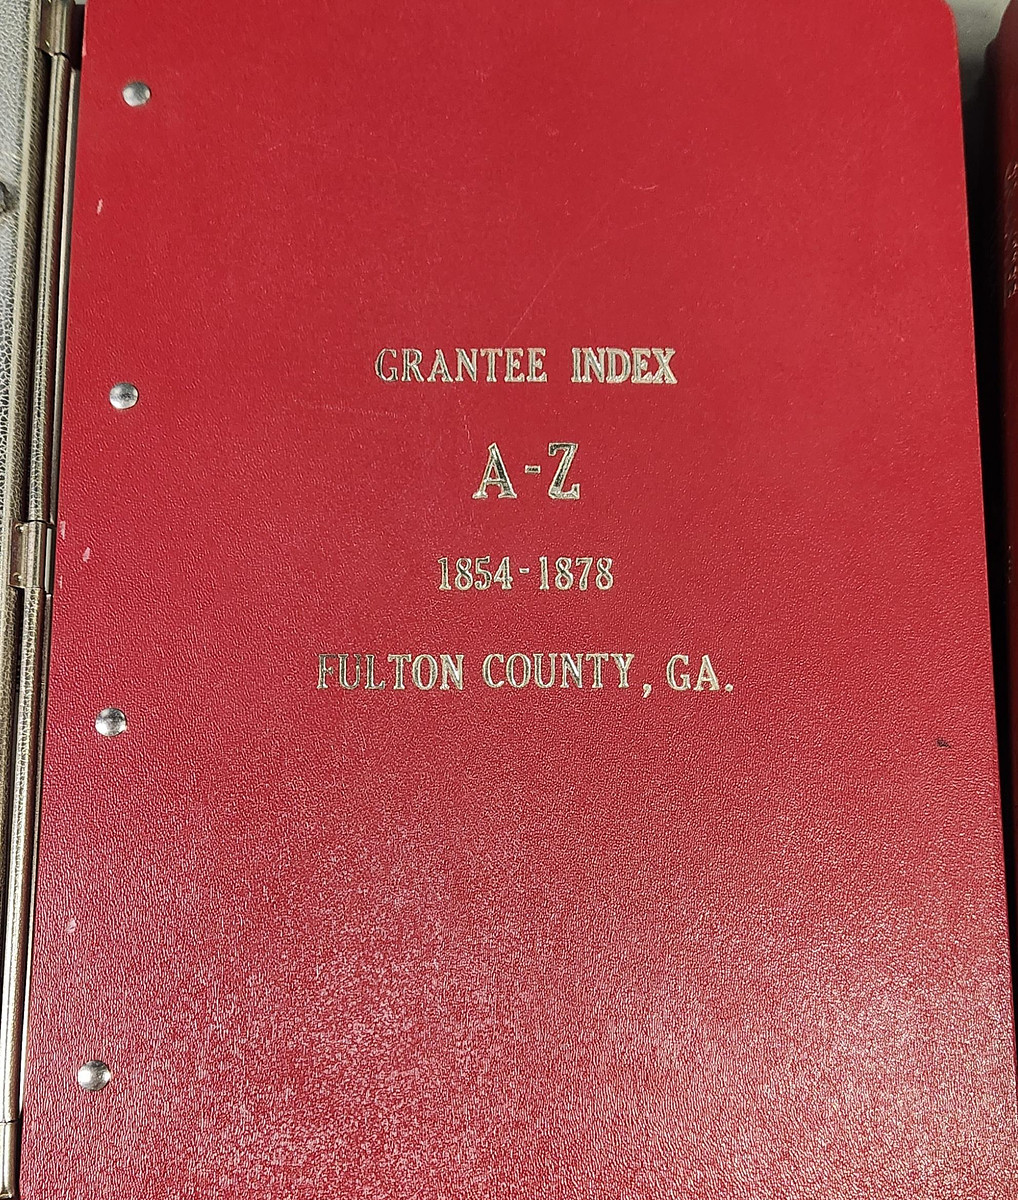 GRANTEE INDEX
A-Z
1854-1878
FULTON COUNTY, GA.